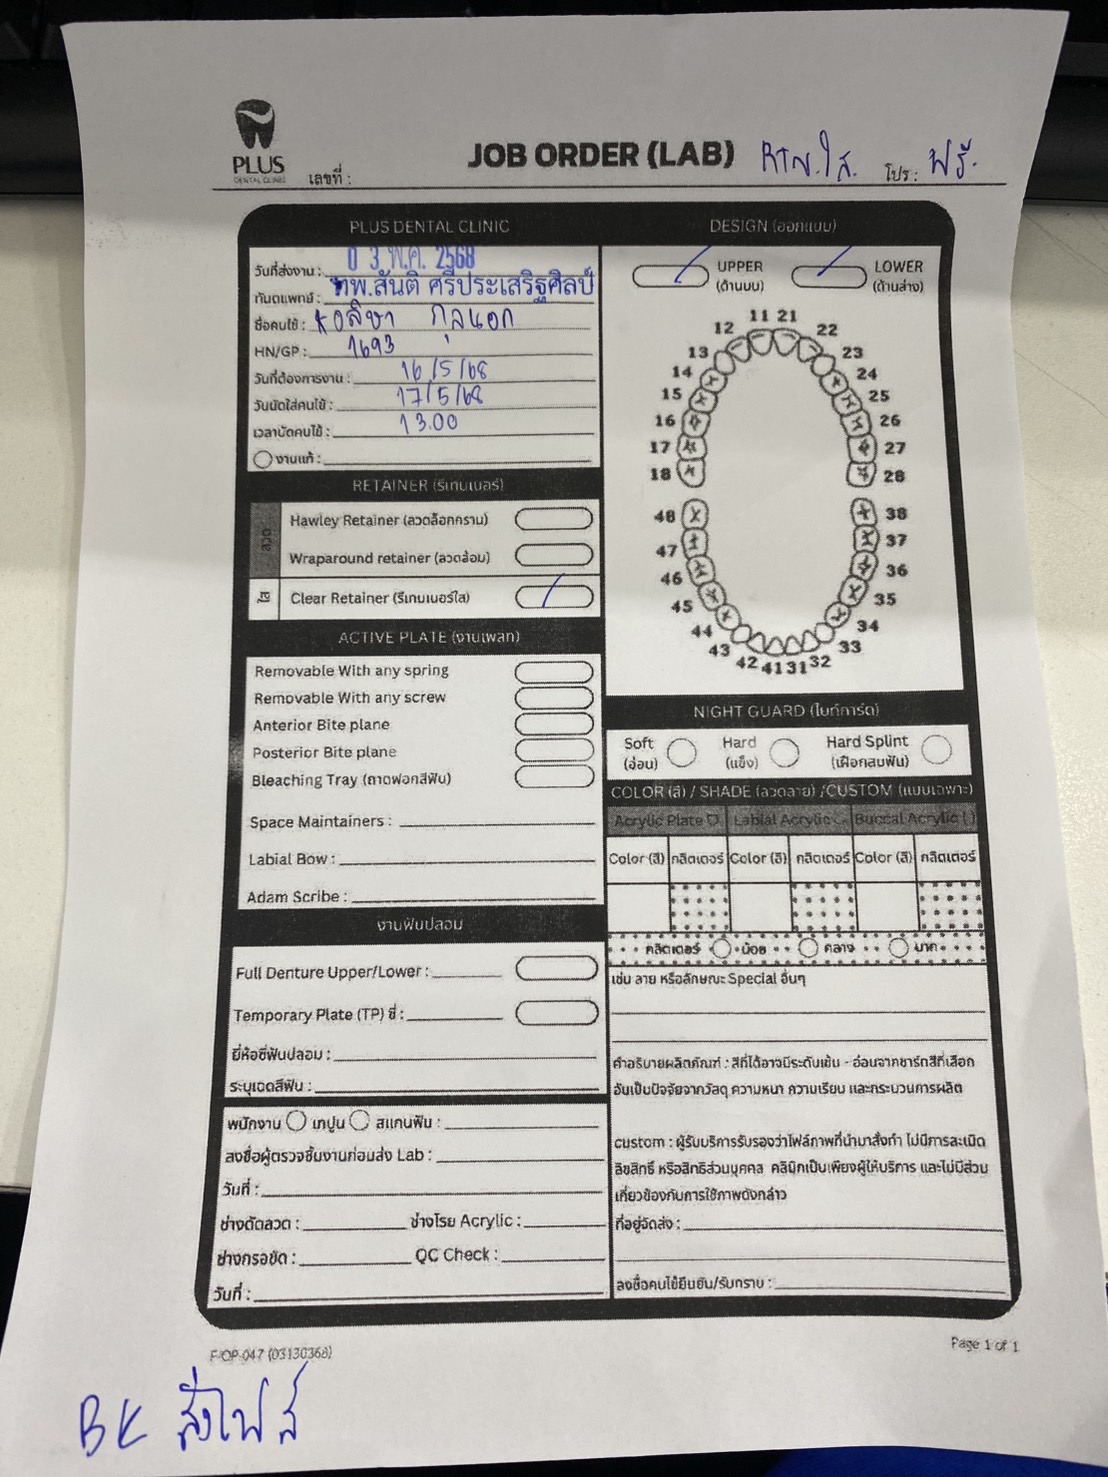 PLUS
DENTAL CLINIC
เลขที่ :
JOB ORDER (LAB)
RTN.ใส.
โปร : ฟรี.
PLUS DENTAL CLINIC
วันที่ส่งงาน : 0 3 พ.ค. 2568
ทันตแพทย์ : ทพ.สันติ ศรีประเสริฐศิลป์
ชื่อคนไข้ :
HN/GP : 1693
วันที่ต้องการงาน : 16/5/68
วันนัดใส่คนไข้ : 17/5/68
เวลานัดคนไข้ : 13.00
งานแก้ :
RETAINER (รีเทนเนอร์)
ลวด
Hawley Retainer (ลวดล็อกกราม)
Wraparound retainer (ลวดล้อม)
ใส
Clear Retainer (รีเทนเนอร์ใส)
ACTIVE PLATE (งานเพลท)
Removable With any spring
Removable With any screw
Anterior Bite plane
Posterior Bite plane
Bleaching Tray (ถาดฟอกสีฟัน)
Space Maintainers :
Labial Bow :
Adam Scribe :
งานฟันปลอม
Full Denture Upper/Lower :
Temporary Plate (TP) ซี่ :
ยี่ห้อซี่ฟันปลอม :
ระบุเฉดสีฟัน :
พนักงาน เทปูน สแกนฟัน :
ลงชื่อผู้ตรวจชิ้นงานก่อนส่ง Lab :
วันที่ :
ช่างดัดลวด : ช่างโรย Acrylic :
ช่างกรอขัด : QC Check :
วันที่ :
DESIGN (ออกแบบ)
UPPER
(ด้านบน)
LOWER
(ด้านล่าง)
11 21
12 22
13 23
14 24
15 25
16 26
17 27
18 28
48 38
47 37
46 36
45 35
44 34
43 33
42 41 31 32
NIGHT GUARD (ไนท์การ์ด)
Soft
(อ่อน)
Hard
(แข็ง)
Hard Splint
(เฝือกสบฟัน)
COLOR (สี) / SHADE (ลวดลาย) /CUSTOM (แบบเฉพาะ)
Acrylic Plate Labial Acrylic Buccal Acrylic ( )
Color (สี) กลิตเตอร์ Color (สี) กลิตเตอร์ Color (สี) กลิตเตอร์
กลิตเตอร์ น้อย กลาง มาก
เช่น ลาย หรือลักษณะ Special อื่นๆ
คำอธิบายผลิตภัณฑ์ : สีที่ได้อาจมีระดับเข้ม - อ่อนจากชาร์ตสีที่เลือก
อันเป็นปัจจัยจากวัสดุ ความหนา ความเรียบ และกระบวนการผลิต
custom : ผู้รับบริการรับรองว่าไฟล์ภาพที่นำมาสั่งทำ ไม่มีการละเมิด
ลิขสิทธิ์ หรือสิทธิส่วนบุคคล คลินิกเป็นเพียงผู้ให้บริการ และไม่มีส่วน
เกี่ยวข้องกับการใช้ภาพดังกล่าว
ที่อยู่จัดส่ง :
ลงชื่อคนไข้ยืนยัน/รับทราบ :
F/OP-047 (03130368)
Page 1 of 1
BK ส่งไฟล์